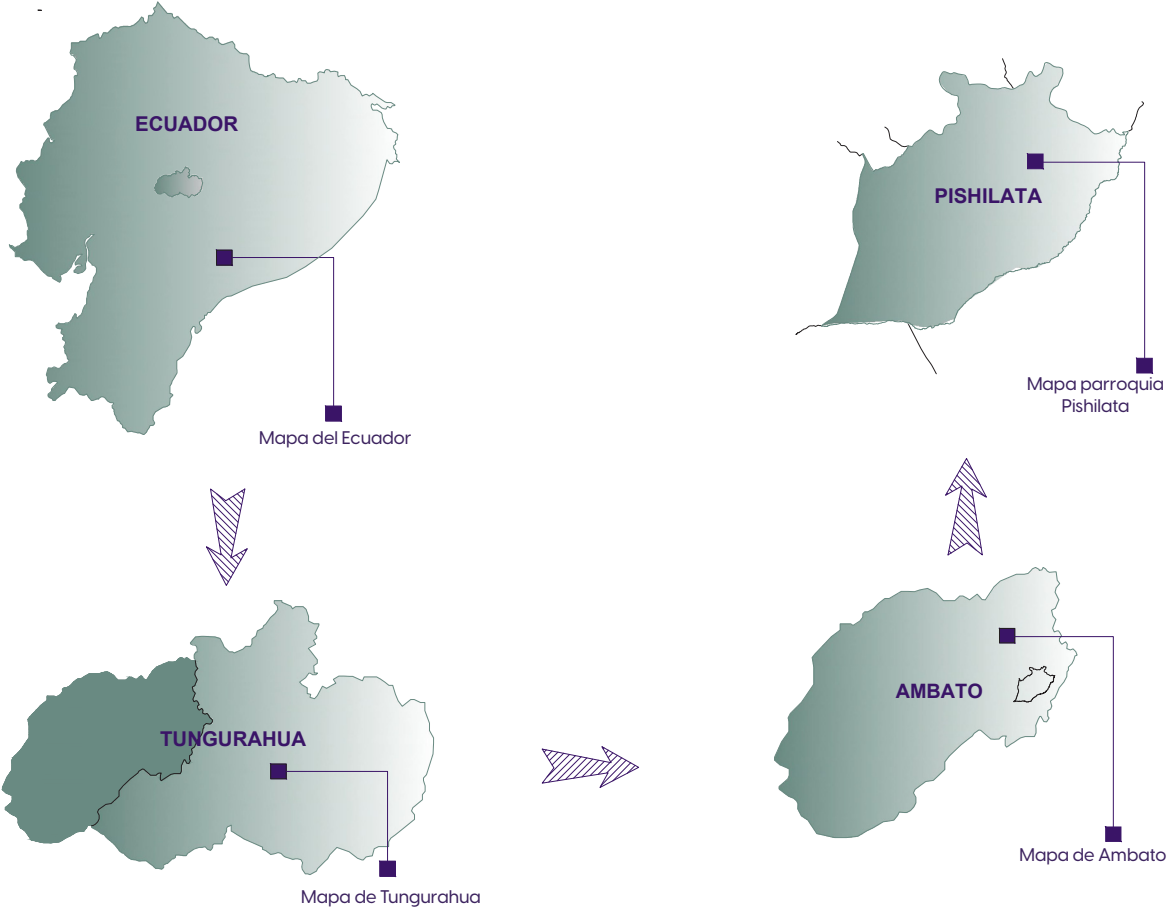 ECUADOR
Mapa del Ecuador
PISHILATA
Mapa parroquia
Pishilata
TUNGURAHUA
Mapa de Tungurahua
AMBATO
Mapa de Ambato